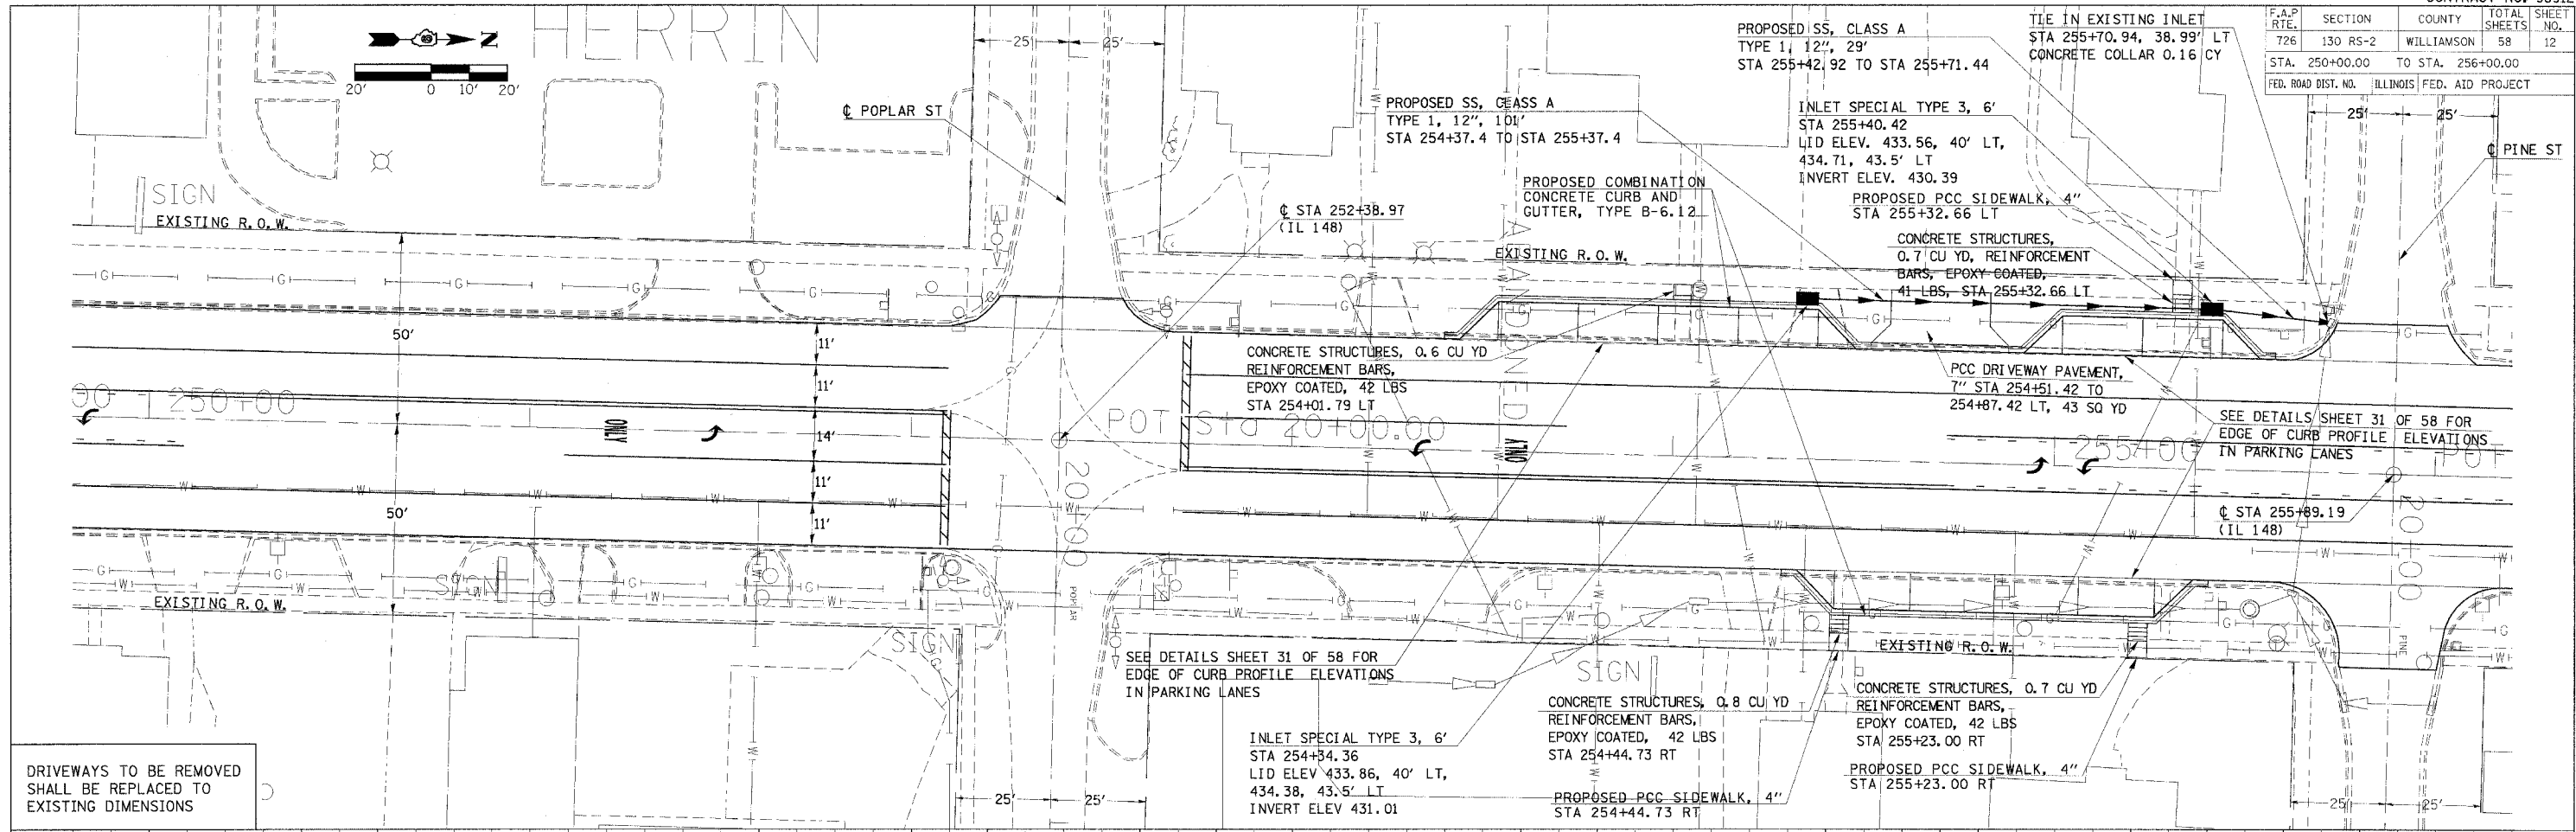 HERRIN
Z
20' 0 10' 20'
F.A.P. RTE. SECTION COUNTY TOTAL SHEETS SHEET NO.
726 130 RS-2 WILLIAMSON 58 12
STA. 250+00.00 TO STA. 256+00.00
FED. ROAD DIST. NO. ILLINOIS FED. AID PROJECT
25' 25'
℄ POPLAR ST
PROPOSED SS, CLASS A
TYPE 1, 12", 101'
STA 254+37.4 TO STA 255+37.4
PROPOSED SS, CLASS A
TYPE 1, 12", 29'
STA 255+42.92 TO STA 255+71.44
TIE IN EXISTING INLET
STA 255+70.94, 38.99' LT
CONCRETE COLLAR 0.16 CY
INLET SPECIAL TYPE 3, 6'
STA 255+40.42
LID ELEV. 433.56, 40' LT,
434.71, 43.5' LT
INVERT ELEV. 430.39
25' 25'
℄ PINE ST
SIGN
EXISTING R.O.W.
℄ STA 252+38.97
(IL 148)
PROPOSED COMBINATION
CONCRETE CURB AND
GUTTER, TYPE B-6.12
PROPOSED PCC SIDEWALK, 4"
STA 255+32.66 LT
CONCRETE STRUCTURES,
0.7 CU YD, REINFORCEMENT
BARS, EPOXY COATED,
41 LBS, STA 255+32.66 LT
EXISTING R.O.W.
ABANDONED
50'
11'
11'
14'
11'
11'
50'
CONCRETE STRUCTURES, 0.6 CU YD
REINFORCEMENT BARS,
EPOXY COATED, 42 LBS
STA 254+01.79 LT
PCC DRIVEWAY PAVEMENT,
7" STA 254+51.42 TO
254+87.42 LT, 43 SQ YD
SEE DETAILS SHEET 31 OF 58 FOR
EDGE OF CURB PROFILE ELEVATIONS
IN PARKING LANES
00
250+00
ONLY
POT Sta 20+00.00
ONLY
255+00
POT
20+00
POPLAR
℄ STA 255+89.19
(IL 148)
20+00
PINE
SIGN
EXISTING R.O.W.
SIGN
EXISTING R.O.W.
SEE DETAILS SHEET 31 OF 58 FOR
EDGE OF CURB PROFILE ELEVATIONS
IN PARKING LANES
SIGN
INLET SPECIAL TYPE 3, 6'
STA 254+34.36
LID ELEV 433.86, 40' LT,
434.38, 43.5' LT
INVERT ELEV 431.01
CONCRETE STRUCTURES, 0.8 CU YD
REINFORCEMENT BARS,
EPOXY COATED, 42 LBS
STA 254+44.73 RT
PROPOSED PCC SIDEWALK, 4"
STA 254+44.73 RT
CONCRETE STRUCTURES, 0.7 CU YD
REINFORCEMENT BARS,
EPOXY COATED, 42 LBS
STA 255+23.00 RT
PROPOSED PCC SIDEWALK, 4"
STA 255+23.00 RT
DRIVEWAYS TO BE REMOVED
SHALL BE REPLACED TO
EXISTING DIMENSIONS
25' 25'
25' 25'